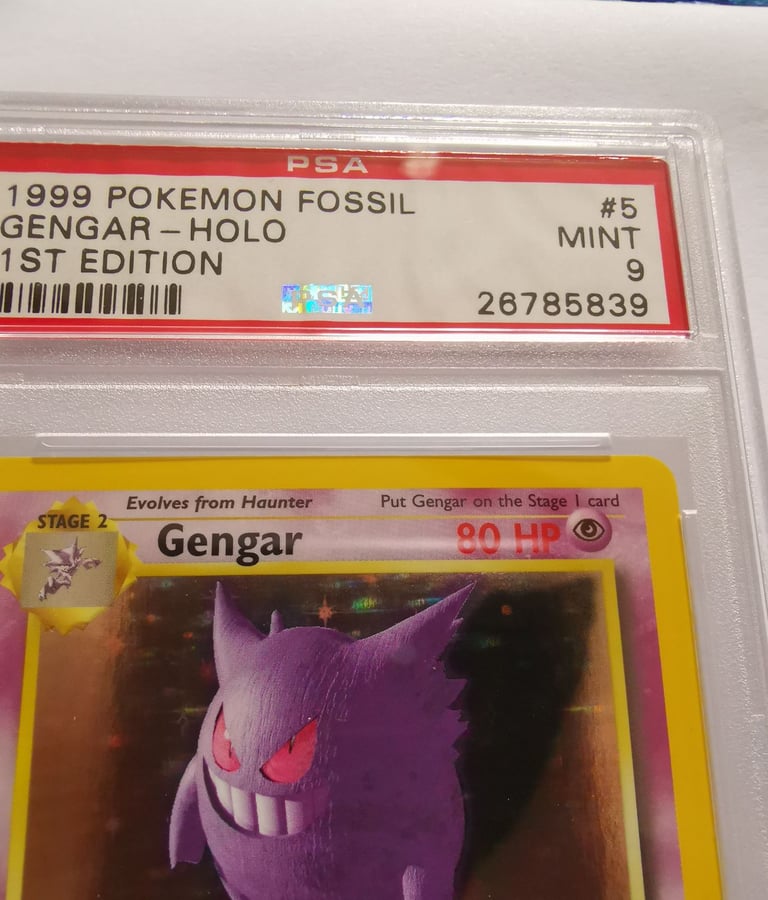 PSA
1999 POKEMON FOSSIL #5
GENGAR–HOLO MINT
1ST EDITION 9
PSA 26785839
Evolves from Haunter Put Gengar on the Stage 1 card
STAGE 2
Gengar 80 HP